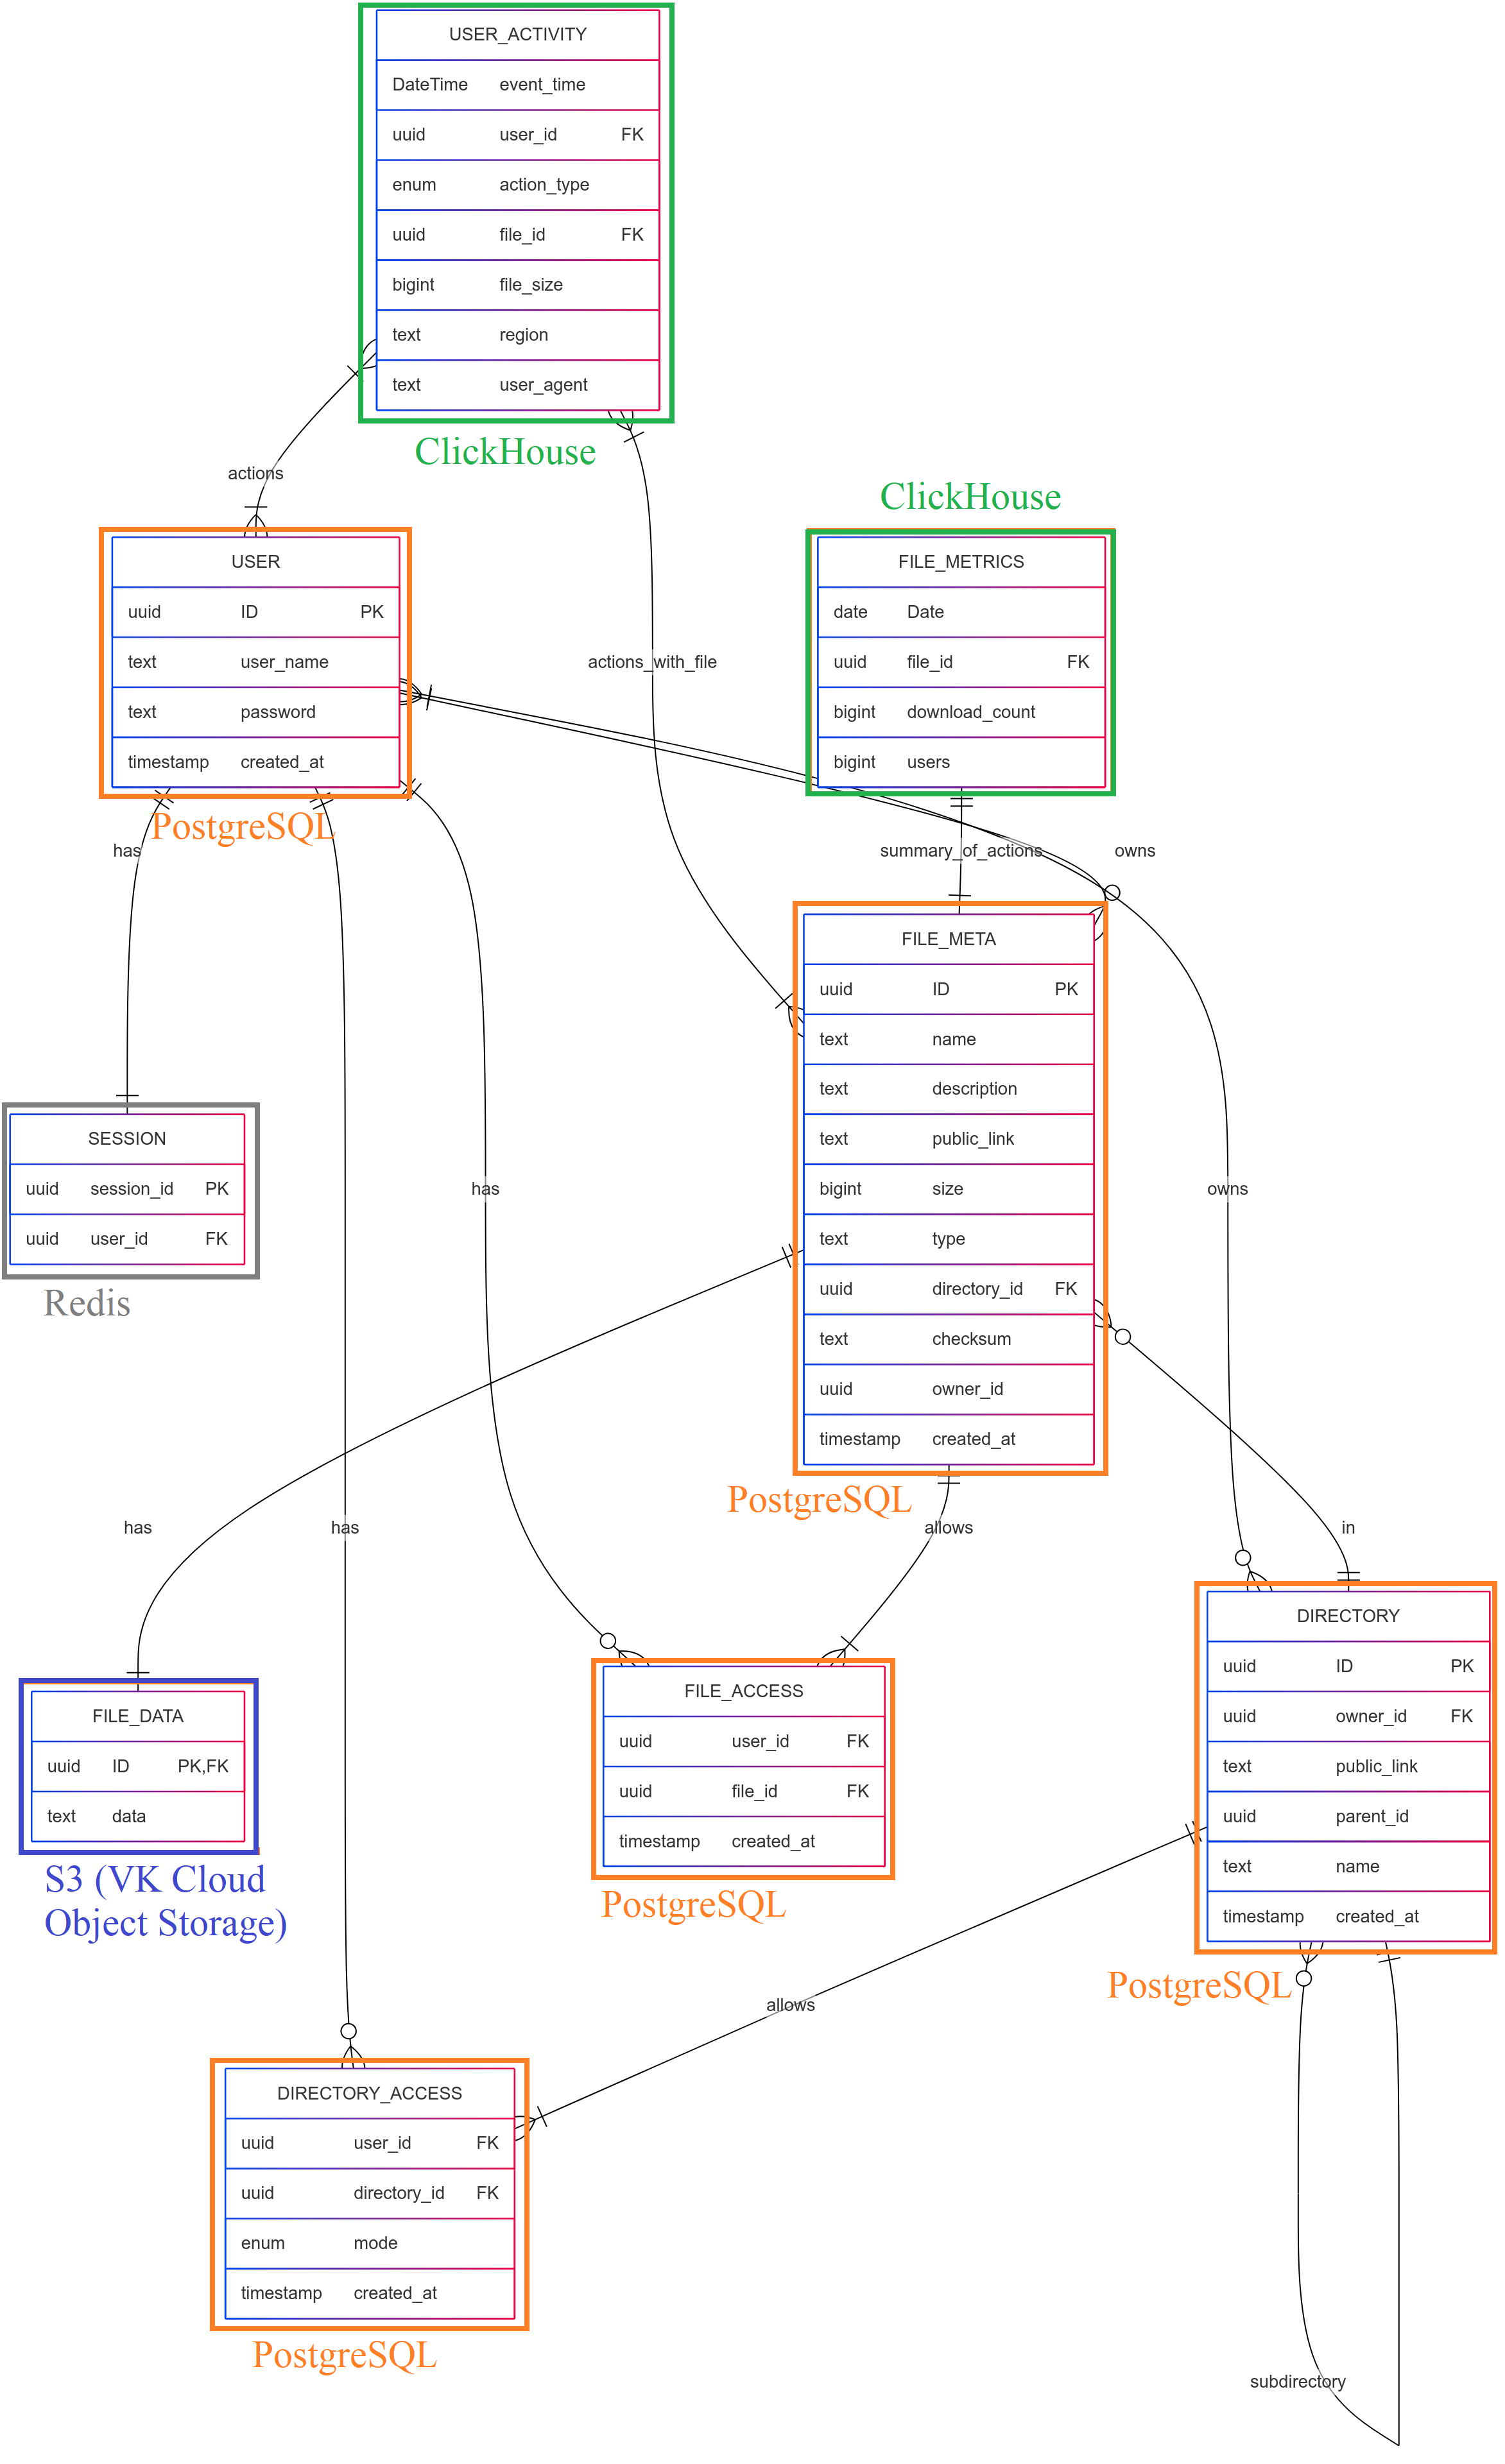 USER_ACTIVITY
DateTime event_time
uuid user_id FK
enum action_type
uuid file_id FK
bigint file_size
text region
text user_agent
ClickHouse
actions
ClickHouse
USER
uuid ID PK
text user_name
text password
timestamp created_at
PostgreSQL
actions_with_file
FILE_METRICS
date Date
uuid file_id FK
bigint download_count
bigint users
has
summary_of_actions
owns
FILE_META
uuid ID PK
text name
text description
text public_link
bigint size
text type
uuid directory_id FK
text checksum
uuid owner_id
timestamp created_at
PostgreSQL
SESSION
uuid session_id PK
uuid user_id FK
Redis
has
owns
has
has
allows
in
FILE_DATA
uuid ID PK,FK
text data
S3 (VK Cloud
Object Storage)
FILE_ACCESS
uuid user_id FK
uuid file_id FK
timestamp created_at
PostgreSQL
DIRECTORY
uuid ID PK
uuid owner_id FK
text public_link
uuid parent_id
text name
timestamp created_at
PostgreSQL
allows
DIRECTORY_ACCESS
uuid user_id FK
uuid directory_id FK
enum mode
timestamp created_at
PostgreSQL
subdirectory